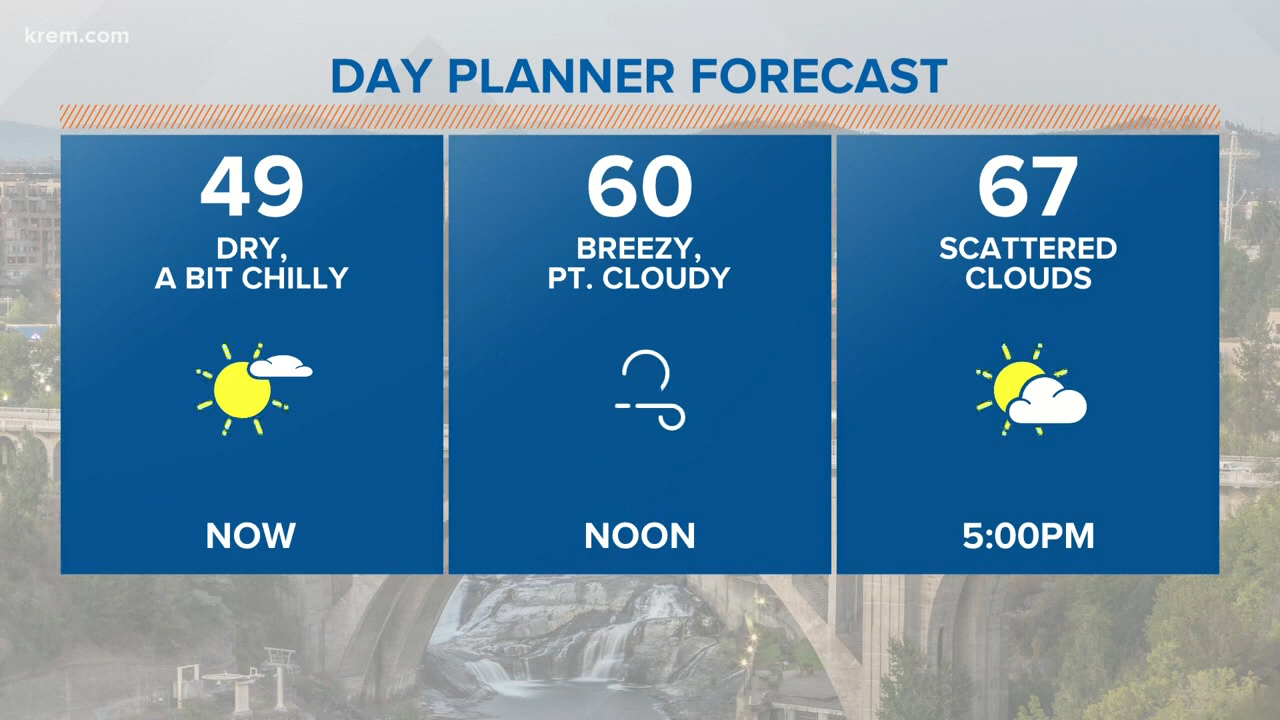 krem.com
DAY PLANNER FORECAST
49
DRY,
A BIT CHILLY
NOW
60
BREEZY,
PT. CLOUDY
NOON
67
SCATTERED
CLOUDS
5:00PM